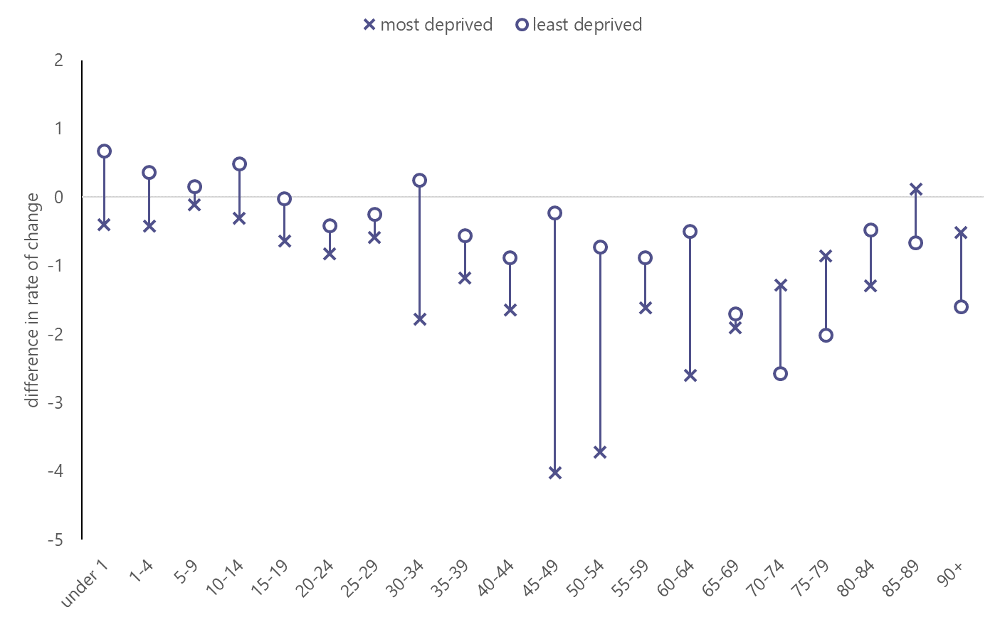 most deprived least deprived
2
1
0
-1
-2
-3
-4
-5
difference in rate of change
under 1 1-4 5-9 10-14 15-19 20-24 25-29 30-34 35-39 40-44 45-49 50-54 55-59 60-64 65-69 70-74 75-79 80-84 85-89 90+